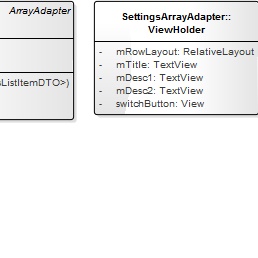 ArrayAdapter
ListItemDTO>)
SettingsArrayAdapter::
ViewHolder
- mRowLayout: RelativeLayout
- mTitle: TextView
- mDesc1: TextView
- mDesc2: TextView
- switchButton: View